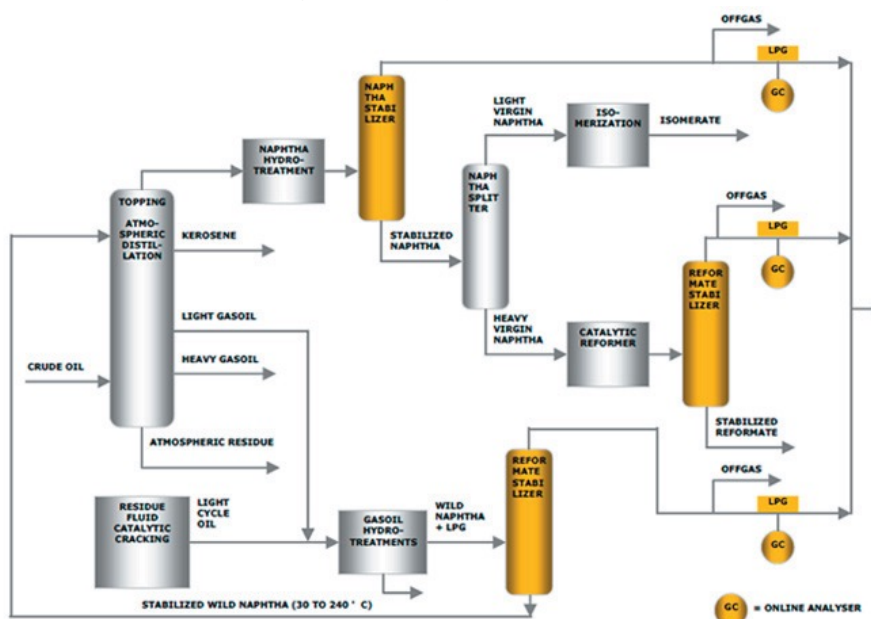 OFFGAS
LPG
GC
NAPH
THA
STABI
LIZER
LIGHT
VIRGIN
NAPHTHA
ISO-
MERIZATION
ISOMERATE
NAPHTHA
HYDRO-
TREATMENT
NAPH
THA
SPLIT
TER
TOPPING
ATMO-
SPHERIC
DISTIL-
LATION
KEROSENE
STABILIZED
NAPHTHA
OFFGAS
LPG
GC
REFOR
MATE
STABI
LIZER
LIGHT GASOIL
HEAVY
VIRGIN
NAPHTHA
CATALYTIC
REFORMER
HEAVY GASOIL
CRUDE OIL
STABILIZED
REFORMATE
ATMOSPHERIC RESIDUE
REFOR
MATE
STABI
LIZER
OFFGAS
LPG
GC
RESIDUE
FLUID
CATALYTIC
CRACKING
LIGHT
CYCLE
OIL
GASOIL
HYDRO-
TREATMENTS
WILD
NAPHTHA
+ LPG
STABILIZED WILD NAPHTHA (30 TO 240° C)
GC = ONLINE ANALYSER